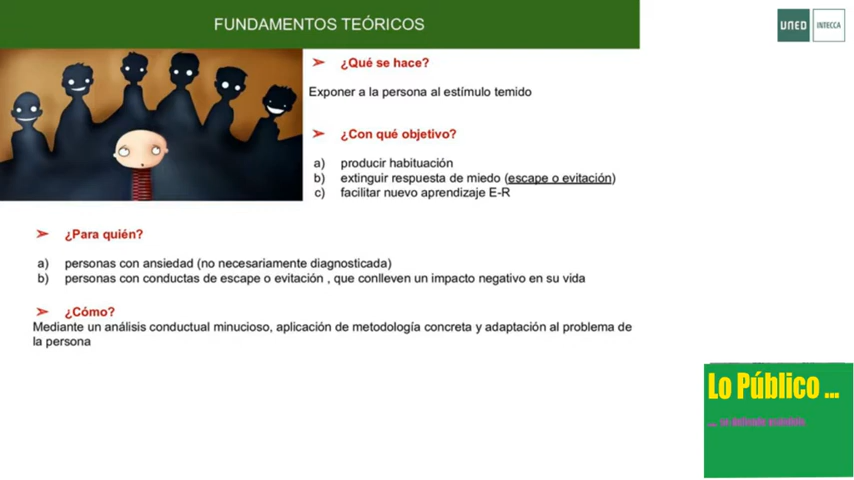 FUNDAMENTOS TEÓRICOS
UNED
INTECCA
➤ ¿Qué se hace?
Exponer a la persona al estímulo temido
➤ ¿Con qué objetivo?
a) producir habituación
b) extinguir respuesta de miedo (escape o evitación)
c) facilitar nuevo aprendizaje E-R
➤ ¿Para quién?
a) personas con ansiedad (no necesariamente diagnosticada)
b) personas con conductas de escape o evitación , que conlleven un impacto negativo en su vida
➤ ¿Cómo?
Mediante un análisis conductual minucioso, aplicación de metodología concreta y adaptación al problema de
la persona
Lo Público ...